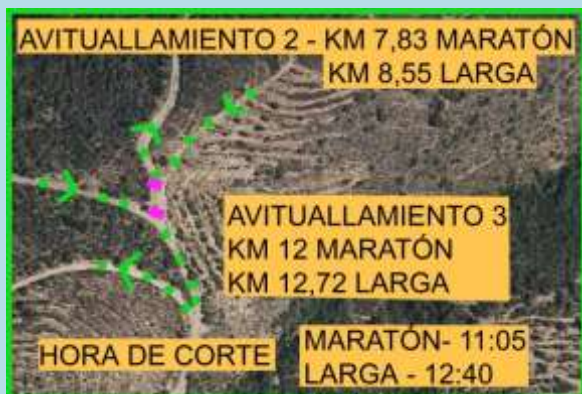 AVITUALLAMIENTO 2 - KM 7,83 MARATÓN
KM 8,55 LARGA
AVITUALLAMIENTO 3
KM 12 MARATÓN
KM 12,72 LARGA
HORA DE CORTE
MARATÓN- 11:05
LARGA - 12:40